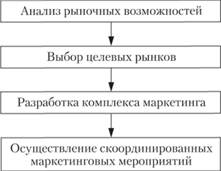 Анализ рыночных возможностей
Выбор целевых рынков
Разработка комплекса маркетинга
Осуществление скоординированных
маркетинговых мероприятий